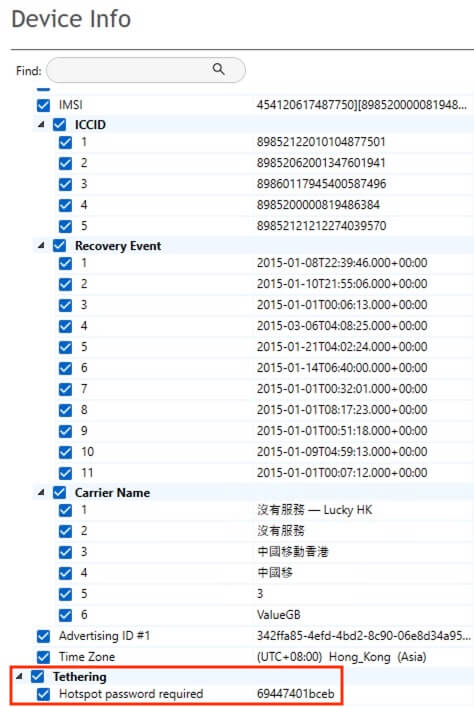 Device Info
Find:
IMSI 454120617487750][898520000081948...
ICCID
1 89852122010104877501
2 89852062001347601941
3 89860117945400587496
4 8985200000819486384
5 89852121212274039570
Recovery Event
1 2015-01-08T22:39:46.000+00:00
2 2015-01-10T21:55:06.000+00:00
3 2015-01-01T00:06:13.000+00:00
4 2015-03-06T04:08:25.000+00:00
5 2015-01-21T04:02:24.000+00:00
6 2015-01-14T06:40:00.000+00:00
7 2015-01-01T00:32:01.000+00:00
8 2015-01-01T08:17:23.000+00:00
9 2015-01-01T00:51:18.000+00:00
10 2015-01-09T04:59:13.000+00:00
11 2015-01-01T00:07:12.000+00:00
Carrier Name
1 沒有服務 — Lucky HK
2 沒有服務
3 中國移動香港
4 中國移
5 3
6 ValueGB
Advertising ID #1 342ffa85-4efd-4bd2-8c90-06e8d34a95...
Time Zone (UTC+08:00) Hong_Kong (Asia)
Tethering
Hotspot password required 69447401bceb